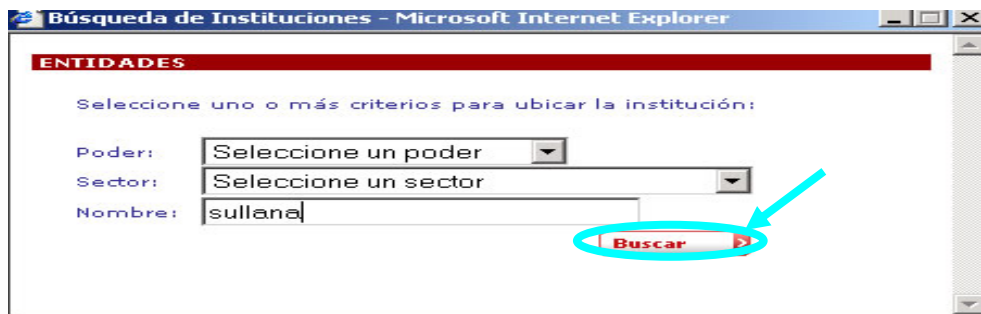 Búsqueda de Instituciones - Microsoft Internet Explorer
ENTIDADES
Seleccione uno o más criterios para ubicar la institución:
Poder: Seleccione un poder
Sector: Seleccione un sector
Nombre: sullana
Buscar